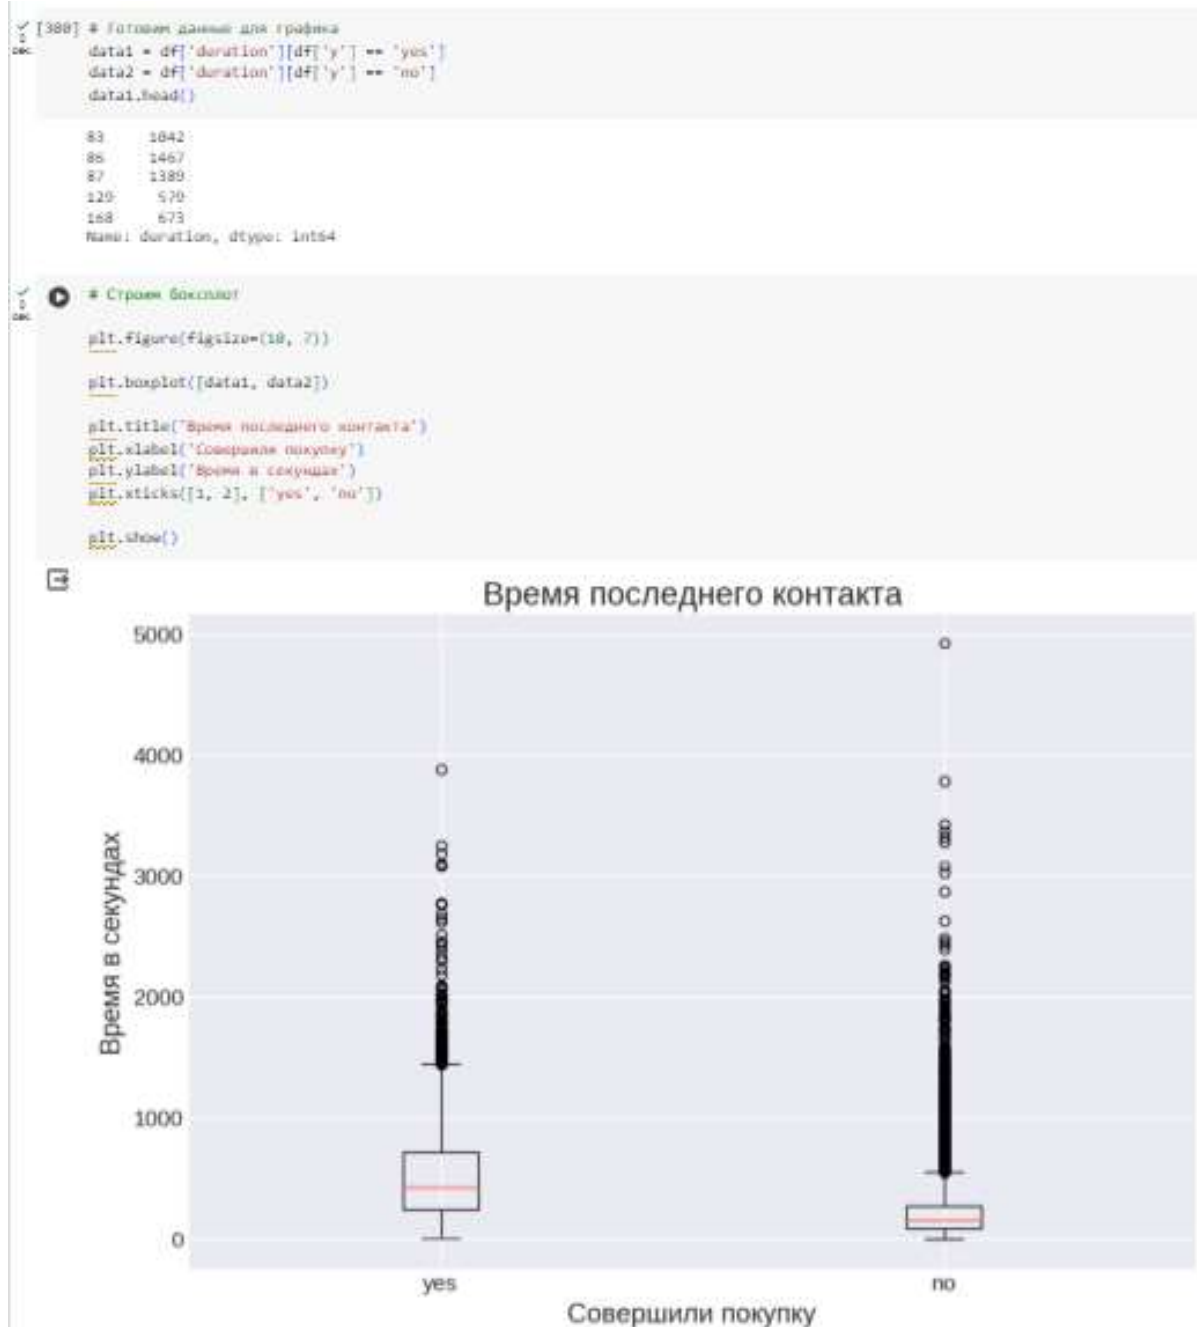 [380] # Готовим данные для графика
data1 = df['duration'][df['y'] == 'yes']
data2 = df['duration'][df['y'] == 'no']
data1.head()
83 1042
86 1467
87 1389
129 579
168 673
Name: duration, dtype: int64
# Строим боксплот
plt.figure(figsize=(10, 7))
plt.boxplot([data1, data2])
plt.title('Время последнего контакта')
plt.xlabel('Совершили покупку')
plt.ylabel('Время в секундах')
plt.xticks([1, 2], ['yes', 'no'])
plt.show()
Время последнего контакта
5000
4000
3000
2000
1000
0
Время в секундах
yes no
Совершили покупку